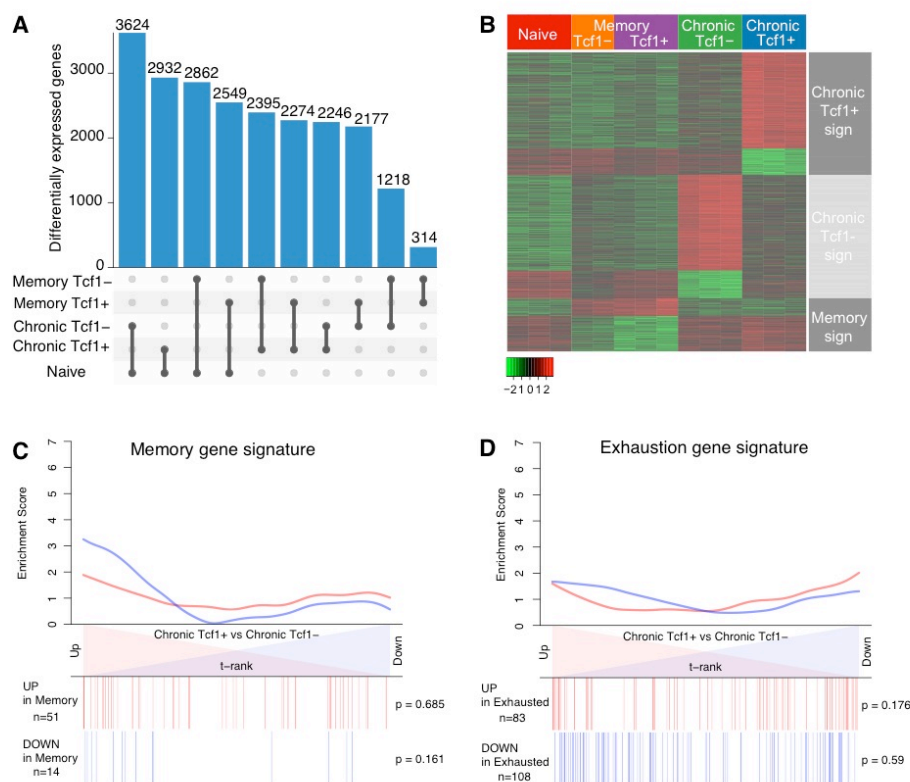 A
3624
2932
2862
2549
2395
2274
2246
2177
1218
314
Differentially expressed genes
3000
2000
1000
0
Memory Tcf1−
Memory Tcf1+
Chronic Tcf1−
Chronic Tcf1+
Naive
B
Naive
Memory
Tcf1− Tcf1+
Chronic
Tcf1−
Chronic
Tcf1+
Chronic
Tcf1+
sign
Chronic
Tcf1-
sign
Memory
sign
−21 0 1 2
C
Memory gene signature
Enrichment Score
7
6
5
4
3
2
1
0
Chronic Tcf1+ vs Chronic Tcf1−
Up
Down
t−rank
UP
in Memory
n=51
p = 0.685
DOWN
in Memory
n=14
p = 0.161
D
Exhaustion gene signature
Enrichment Score
7
6
5
4
3
2
1
0
Chronic Tcf1+ vs Chronic Tcf1−
Up
Down
t−rank
UP
in Exhausted
n=83
p = 0.176
DOWN
in Exhausted
n=108
p = 0.59